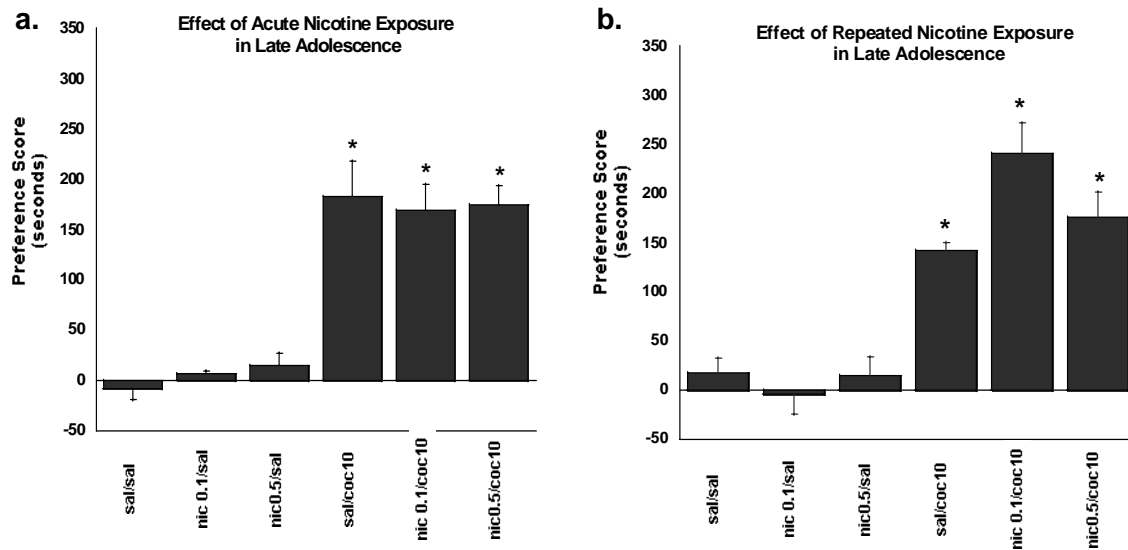 a.
Effect of Acute Nicotine Exposure
in Late Adolescence
Preference Score
(seconds)
350
300
250
200
150
100
50
0
-50
*
*
*
sal/sal
nic 0.1/sal
nic0.5/sal
sal/coc10
nic 0.1/coc10
nic0.5/coc10
b.
Effect of Repeated Nicotine Exposure
in Late Adolescence
Preference Score
(seconds)
350
300
250
200
150
100
50
0
-50
*
*
*
sal/sal
nic 0.1/sal
nic0.5/sal
sal/coc10
nic 0.1/coc10
nic0.5/coc10